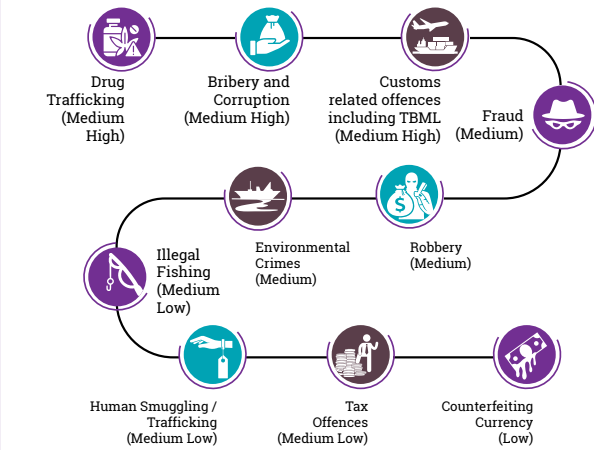 Drug
Trafficking
(Medium
High)
Bribery and
Corruption
(Medium High)
Customs
related offences
including TBML
(Medium High)
Fraud
(Medium)
Robbery
(Medium)
Environmental
Crimes
(Medium)
Illegal
Fishing
(Medium
Low)
Human Smuggling /
Trafficking
(Medium Low)
Tax
Offences
(Medium Low)
Counterfeiting
Currency
(Low)